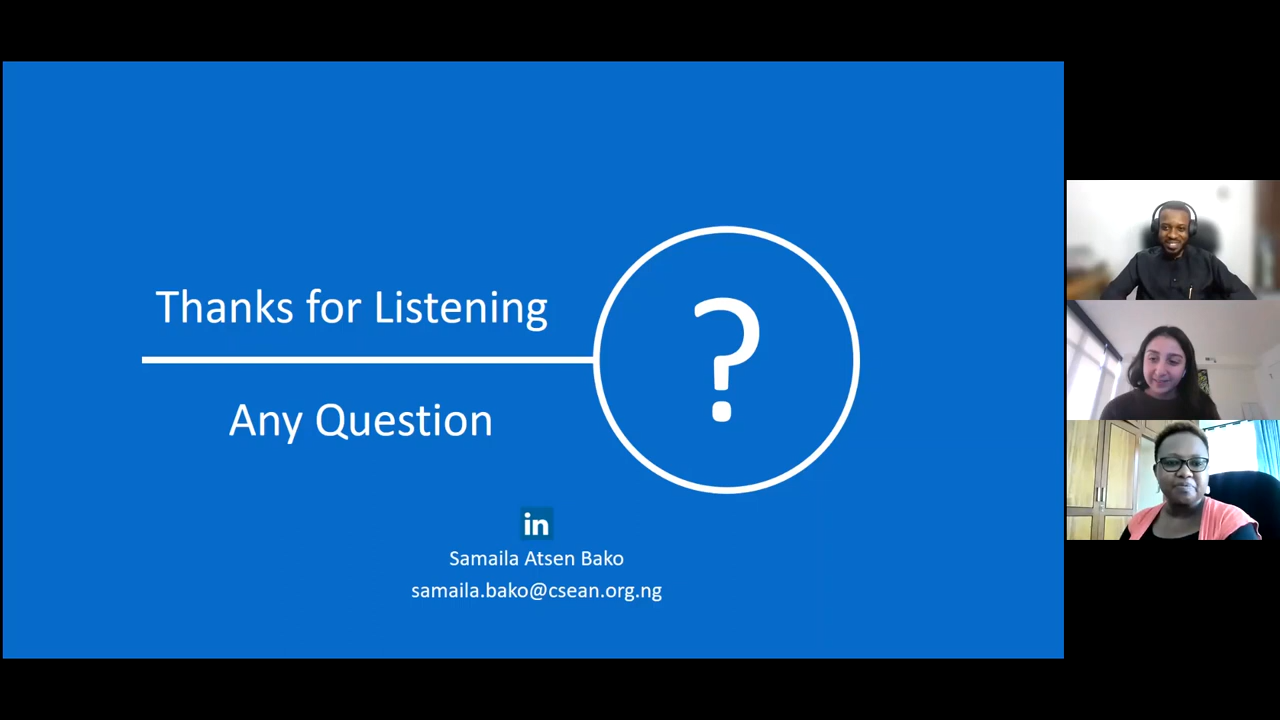 Thanks for Listening
?
Any Question
in
Samaila Atsen Bako
samaila.bako@csean.org.ng